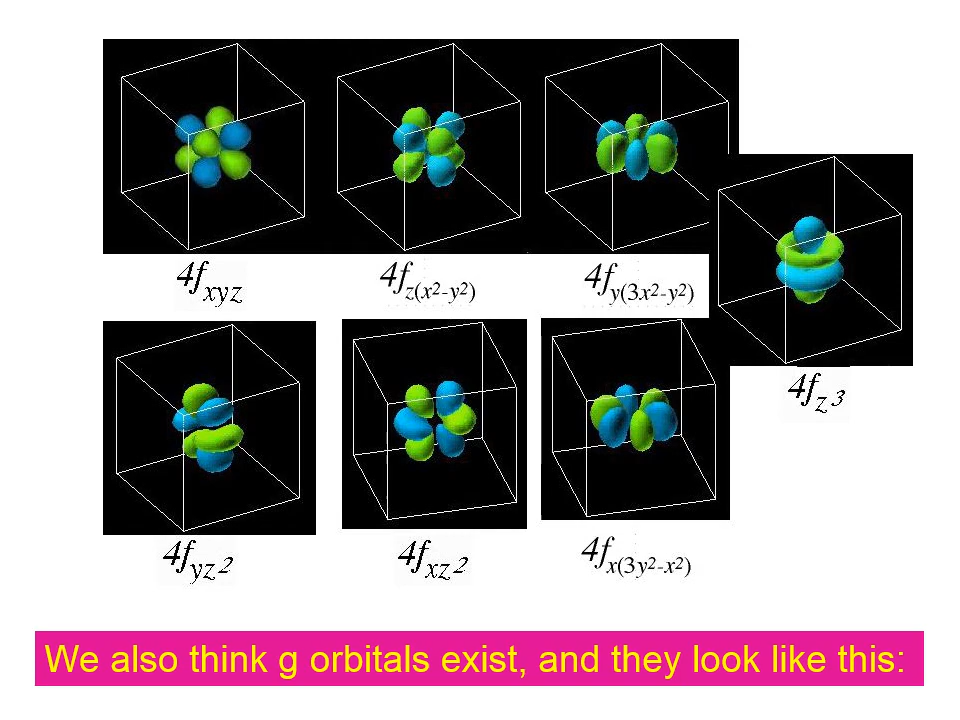 4fxyz
4fz(x2-y2)
4fy(3x2-y2)
4fz3
4fyz2
4fxz2
4fx(3y2-x2)
We also think g orbitals exist, and they look like this: